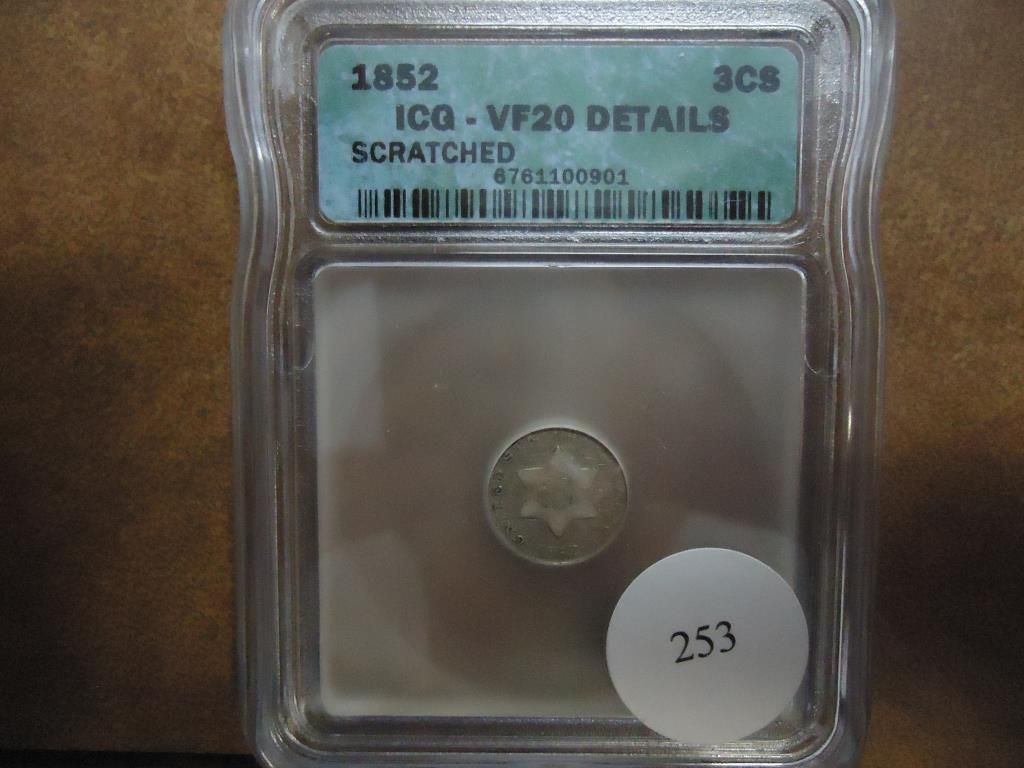 1852 3CS
ICG - VF20 DETAILS
SCRATCHED
6761100901
253